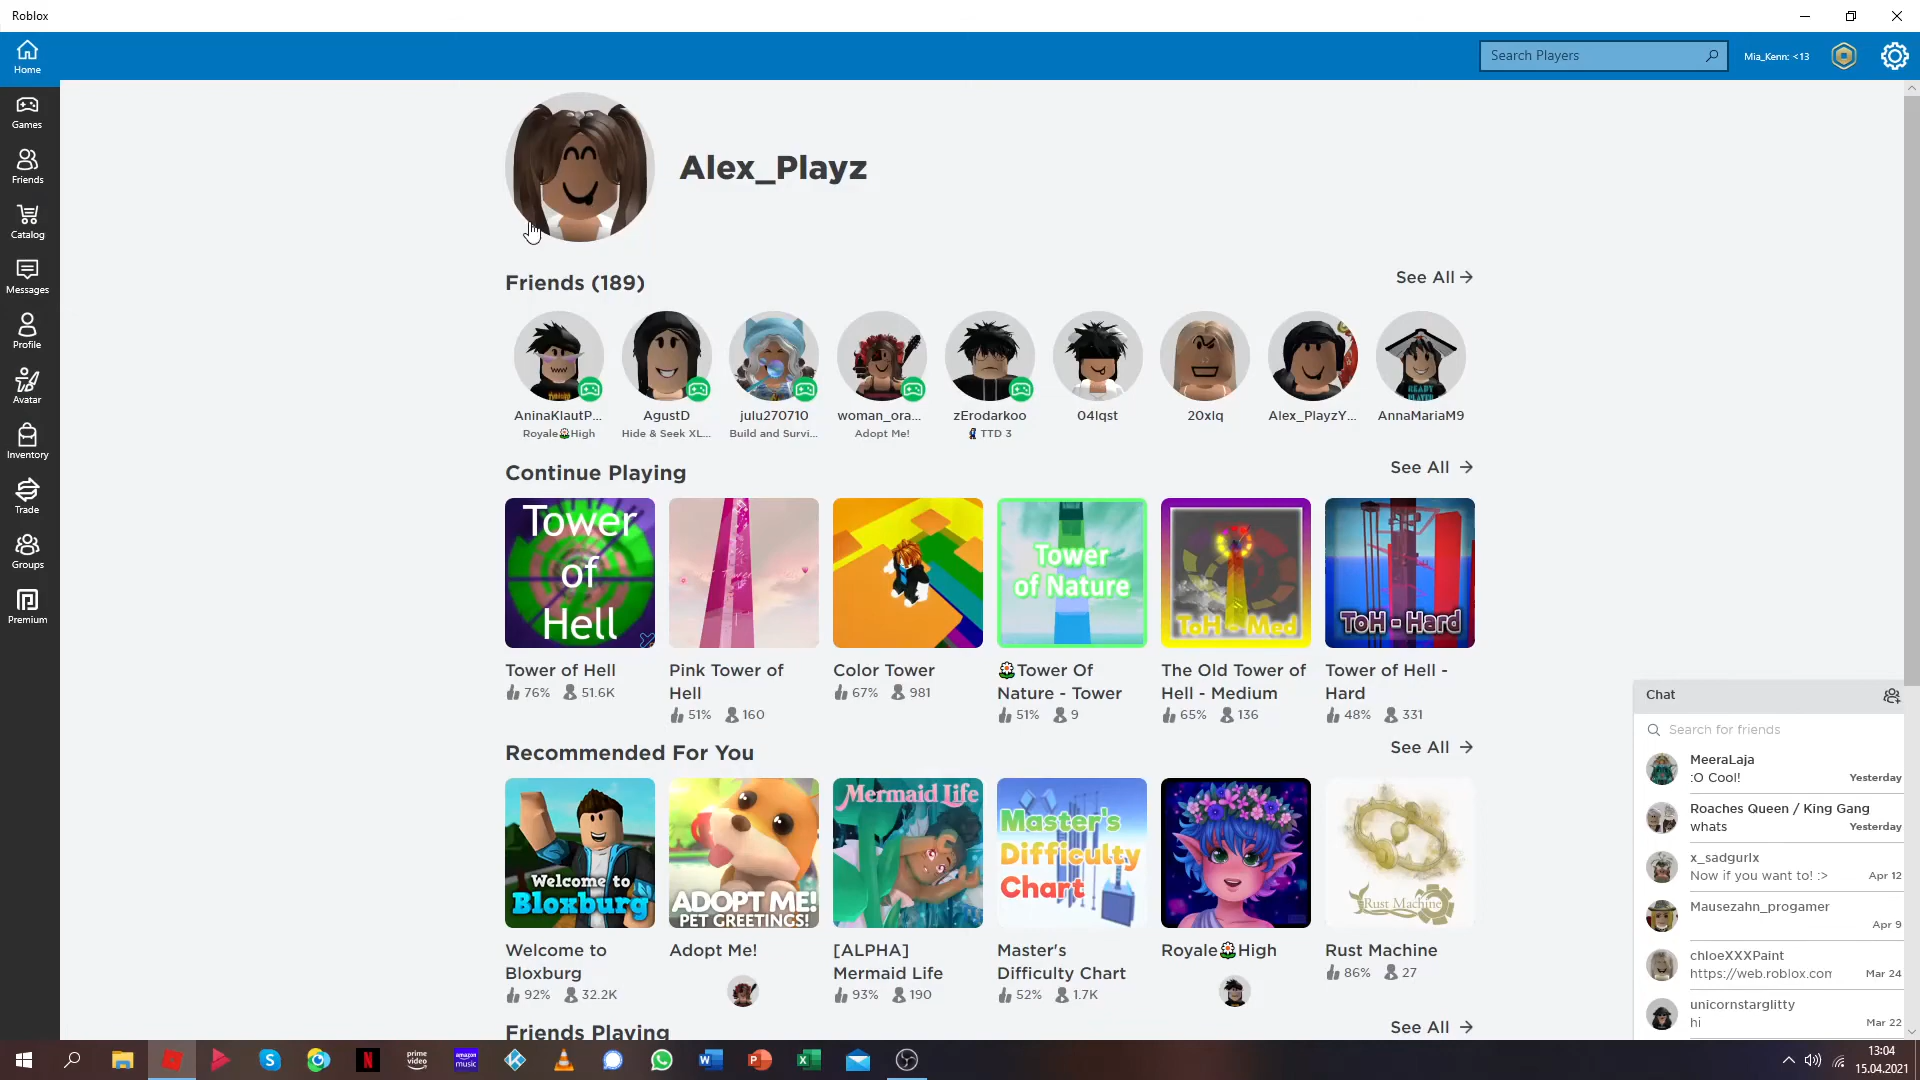 Roblox
Home
Search Players
Mia_Kenn: <13
Games
Friends
Catalog
Messages
Profile
Avatar
Inventory
Trade
Groups
Premium
Alex_Playz
Friends (189)
See All
AninaKlautP...
AgustD
julu270710
woman_ora...
zErodarkoo
04lqst
20xlq
Alex_PlayzY...
AnnaMariaM9
Royale High
Hide & Seek XL...
Build and Survi...
Adopt Me!
TTD 3
READY PLAYER
Continue Playing
See All
Tower of Hell
Tower of Nature
ToH - Med
ToH - Hard
Tower of Hell
76% 51.6K
Pink Tower of
Hell
51% 160
Color Tower
67% 981
Tower Of
Nature - Tower
51% 9
The Old Tower of
Hell - Medium
65% 136
Tower of Hell -
Hard
48% 331
Recommended For You
See All
Welcome to
Bloxburg
ADOPT ME!
PET GREETINGS!
Mermaid Life
Master's
Difficulty
Chart
Rust Machine
Welcome to
Bloxburg
92% 32.2K
Adopt Me!
[ALPHA]
Mermaid Life
93% 190
Master's
Difficulty Chart
52% 1.7K
Royale High
Rust Machine
86% 27
Friends Playing
See All
Chat
Search for friends
MeeraLaja
:O Cool!
Yesterday
Roaches Queen / King Gang
whats
Yesterday
x_sadgurlx
Now if you want to! :>
Apr 12
Mausezahn_progamer
Apr 9
chloeXXXPaint
https://web.roblox.com
Mar 24
unicornstarglitty
hi
Mar 22
prime video
amazon music
13:04
15.04.2021